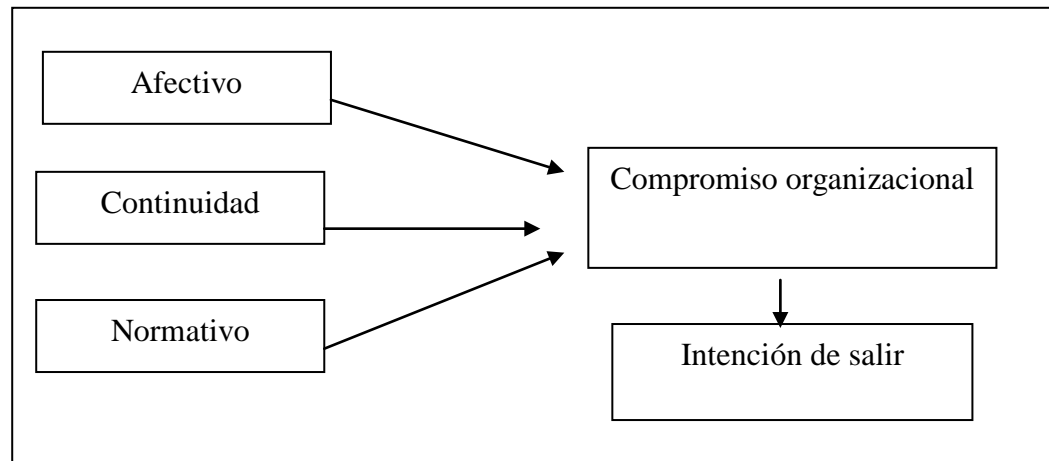 Afectivo
Continuidad
Normativo
Compromiso organizacional
Intención de salir